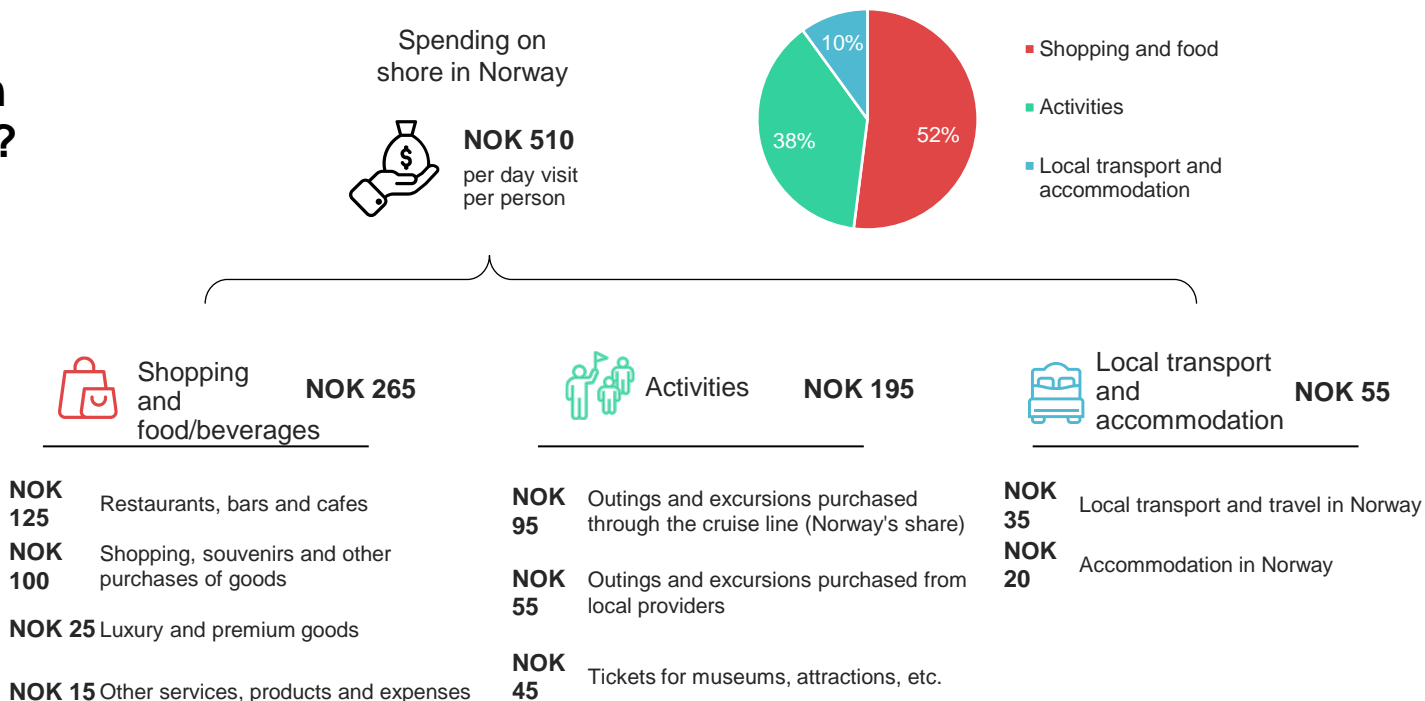 n
?
Spending on
shore in Norway
$
NOK 510
per day visit
per person
10%
38%
52%
Shopping and food
Activities
Local transport and
accommodation
Shopping
and
food/beverages
NOK 265
NOK
125
Restaurants, bars and cafes
NOK
100
Shopping, souvenirs and other
purchases of goods
NOK 25 Luxury and premium goods
NOK 15 Other services, products and expenses
Activities
NOK 195
NOK
95
Outings and excursions purchased
through the cruise line (Norway's share)
NOK
55
Outings and excursions purchased from
local providers
NOK
45
Tickets for museums, attractions, etc.
Local transport
and
accommodation
NOK 55
NOK
35
Local transport and travel in Norway
NOK
20
Accommodation in Norway